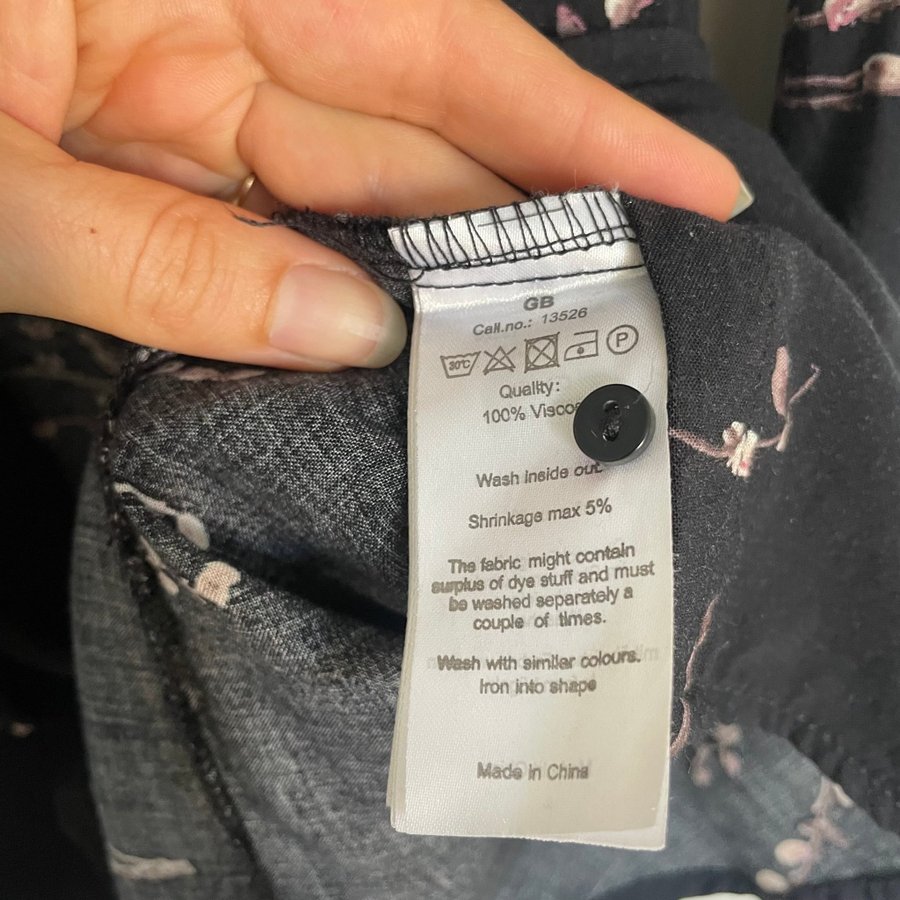 GB
Call.no.: 13526
30°C
P
Quality:
100%
Wash inside out.
Shrinkage max 5%
The fabric might contain
surplus of dye stuff and must
be washed separately a
couple of times.
Wash with similar colours.
Iron into shape
Made in China